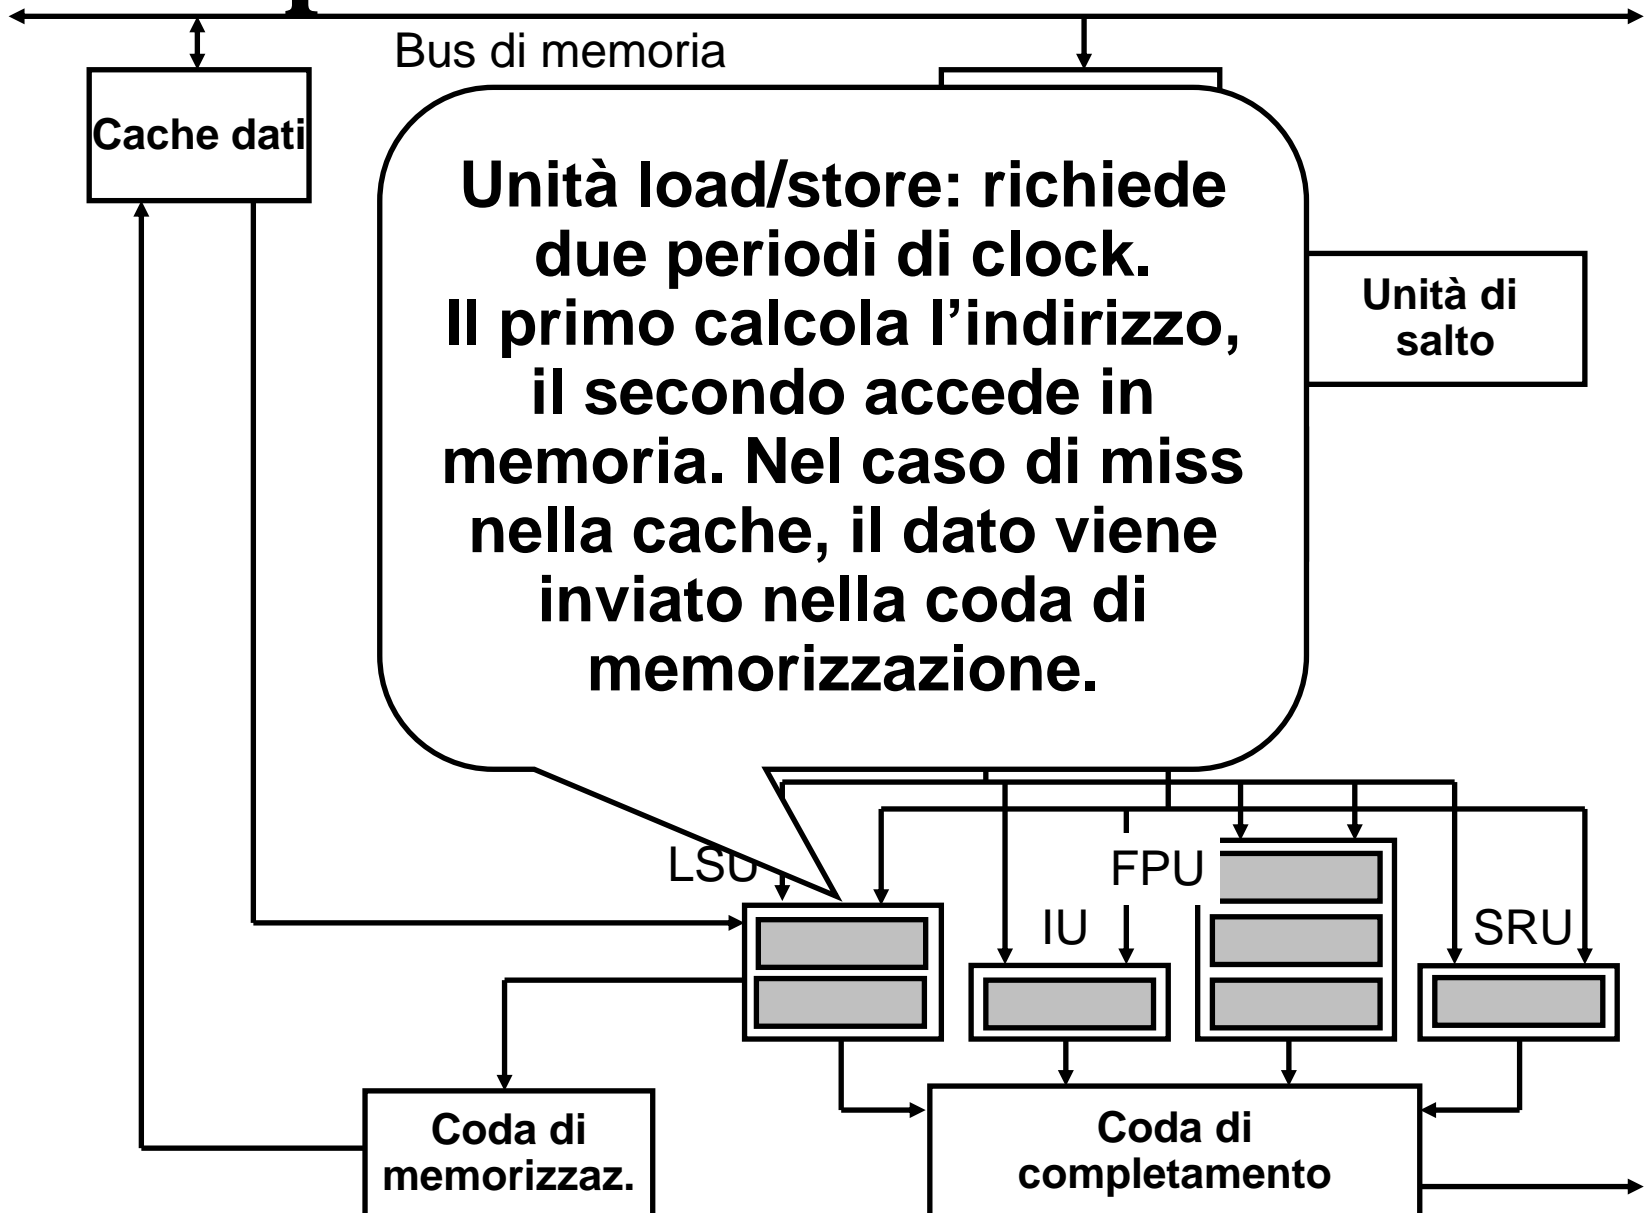 Bus di memoria
Cache dati
Unità load/store: richiede
due periodi di clock.
Il primo calcola l’indirizzo,
il secondo accede in
memoria. Nel caso di miss
nella cache, il dato viene
inviato nella coda di
memorizzazione.
Unità di
salto
LSU
FPU
IU
SRU
Coda di
memorizzaz.
Coda di
completamento